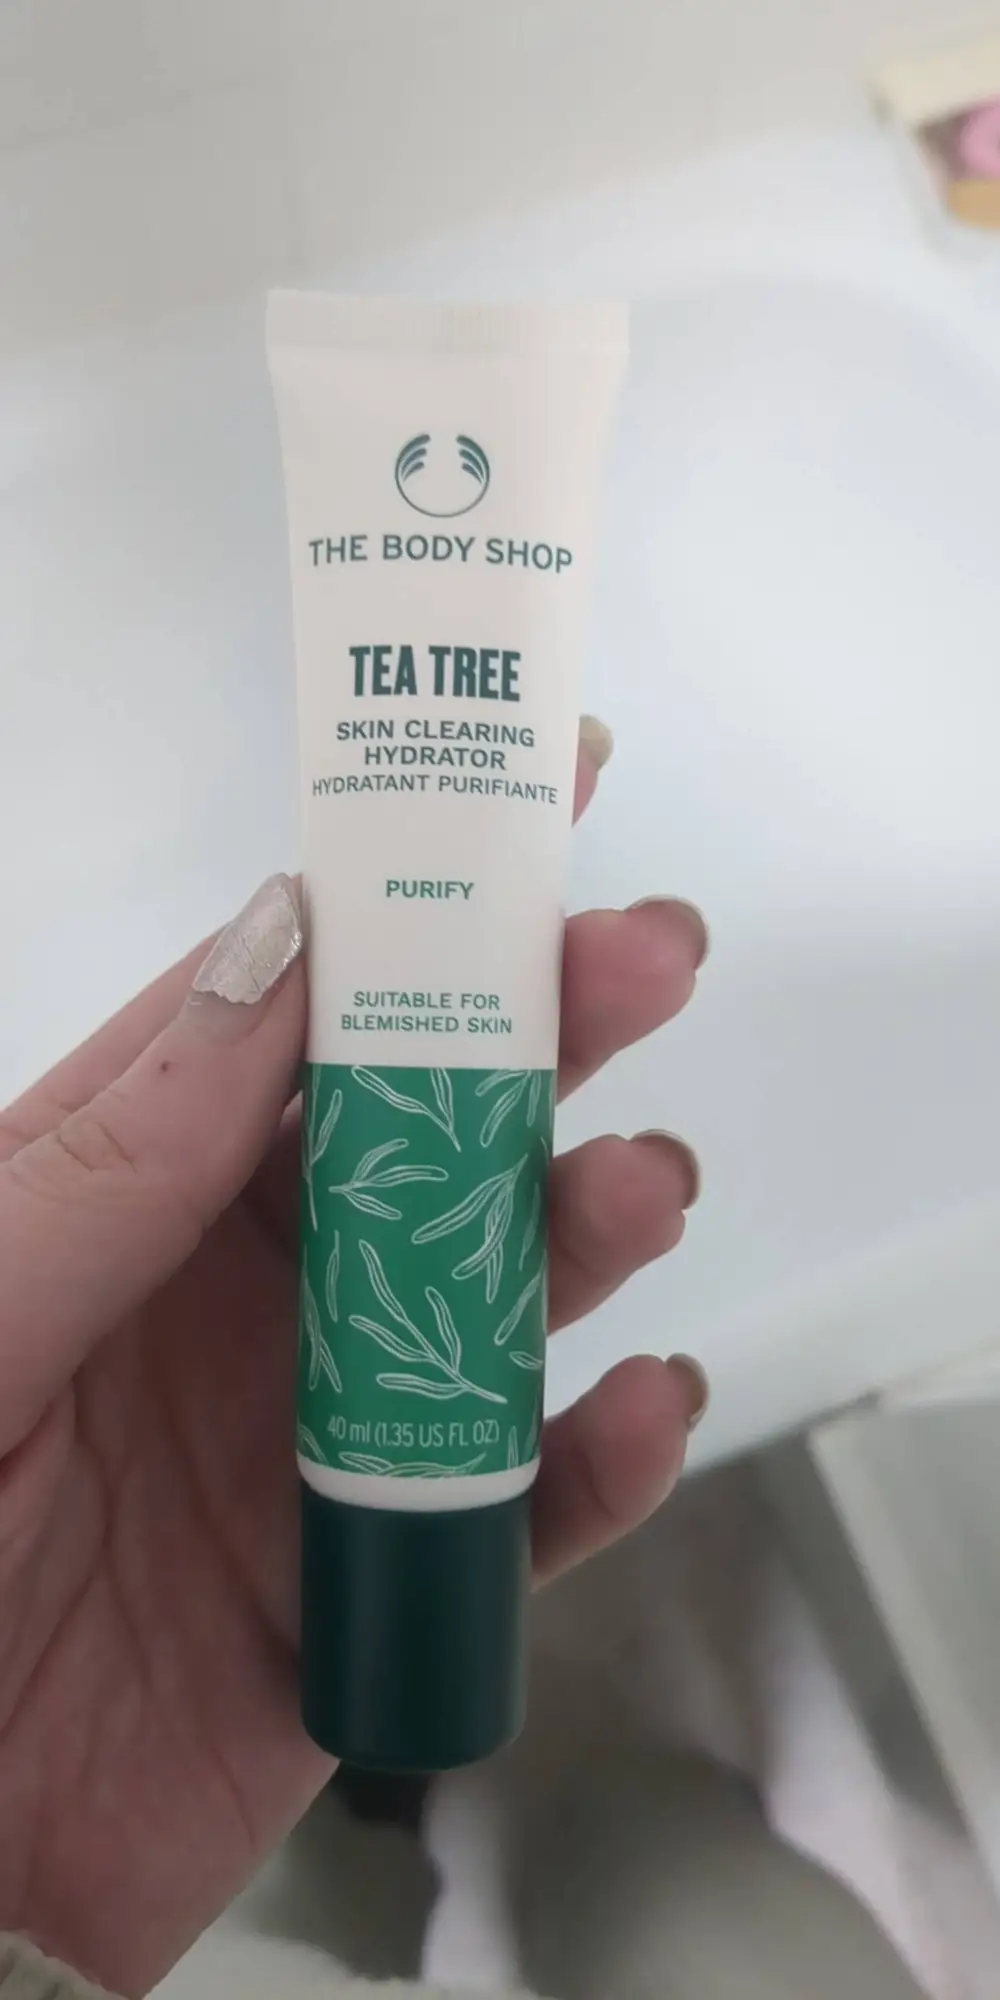 THE BODY SHOP
TEA TREE
SKIN CLEARING
HYDRATOR
HYDRATANT PURIFIANTE
PURIFY
SUITABLE FOR
BLEMISHED SKIN
40 ml (1.35 US FL OZ)